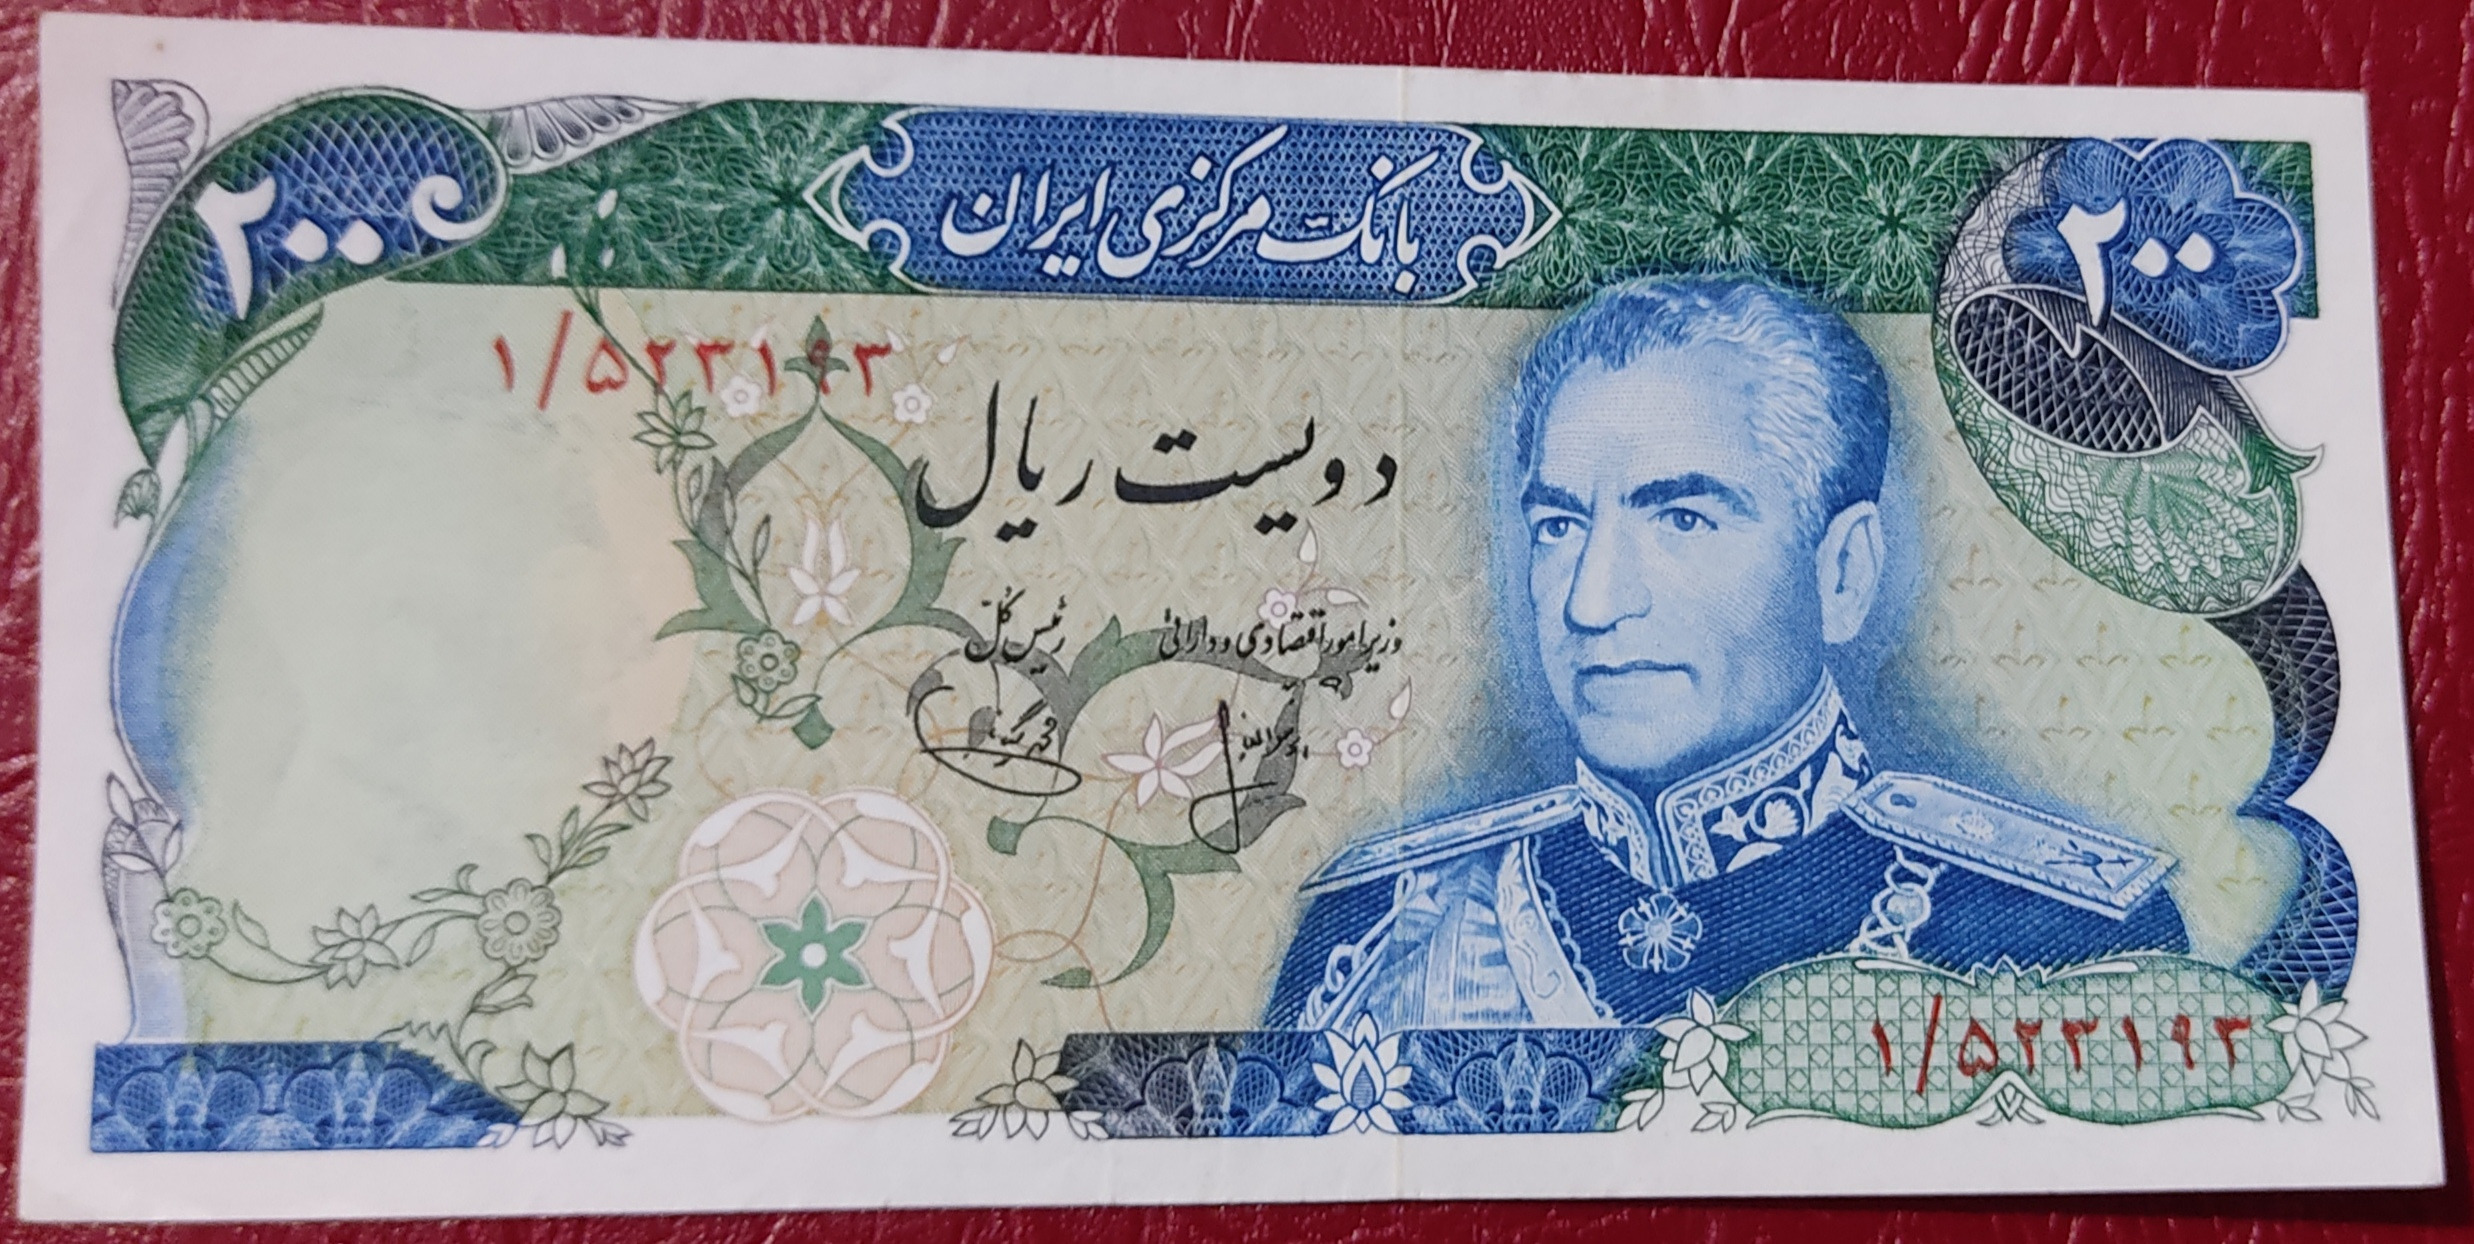 بانک مرکزی ایران
۲۰۰
۲۰۰
۱/۵۲۳۱۹۳
دویست ریال
وزیر امور اقتصادی و دارائی
رئیس کل
۱/۵۲۳۱۹۳